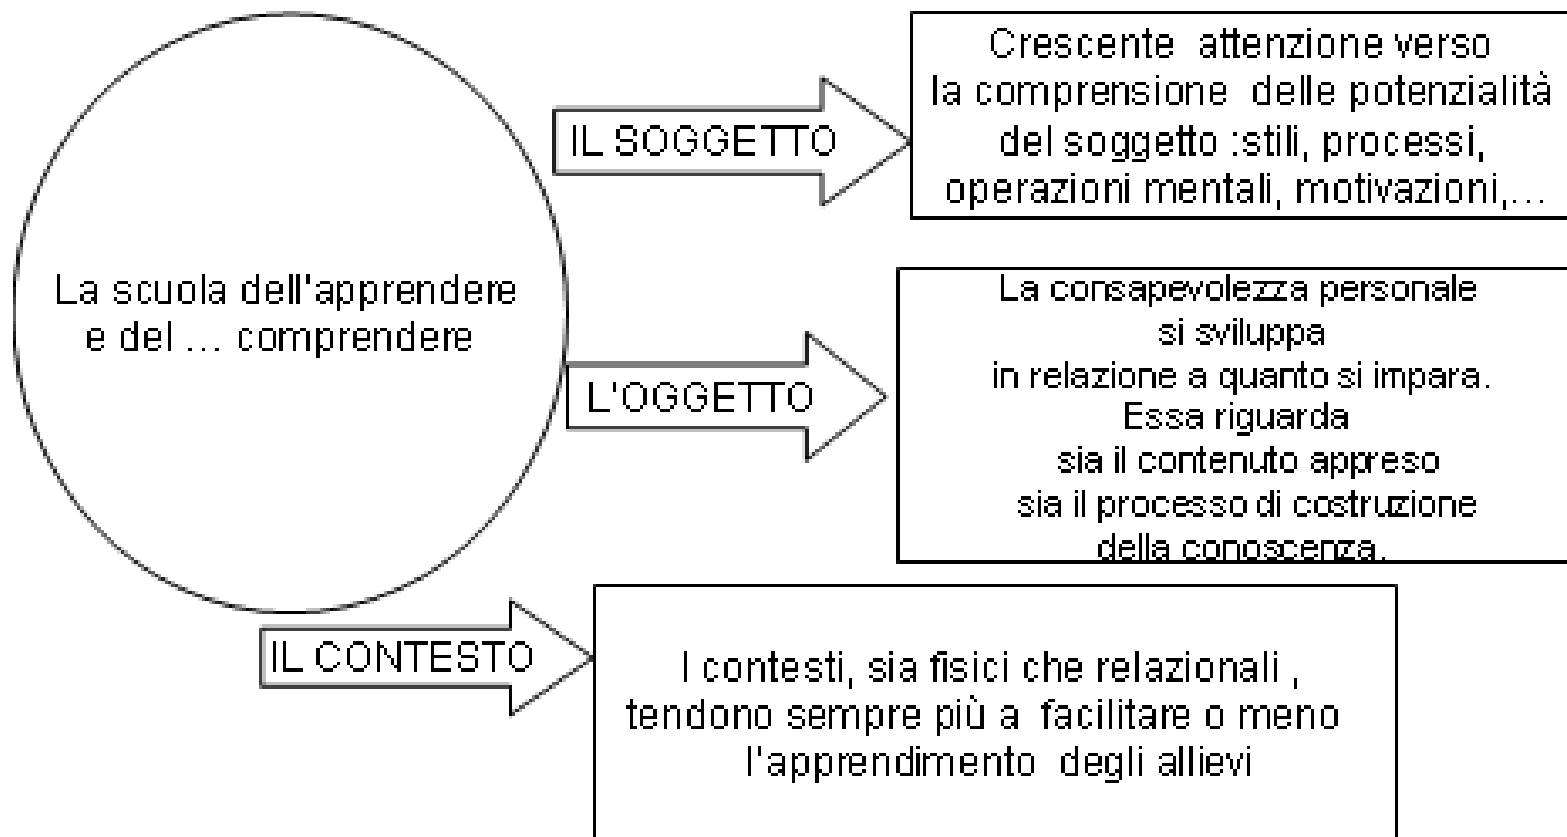 La scuola dell'apprendere
e del ... comprendere
IL SOGGETTO
Crescente attenzione verso
la comprensione delle potenzialità
del soggetto :stili, processi,
operazioni mentali, motivazioni,...
L'OGGETTO
La consapevolezza personale
si sviluppa
in relazione a quanto si impara.
Essa riguarda
sia il contenuto appreso
sia il processo di costruzione
della conoscenza.
IL CONTESTO
I contesti, sia fisici che relazionali ,
tendono sempre più a facilitare o meno
l'apprendimento degli allievi